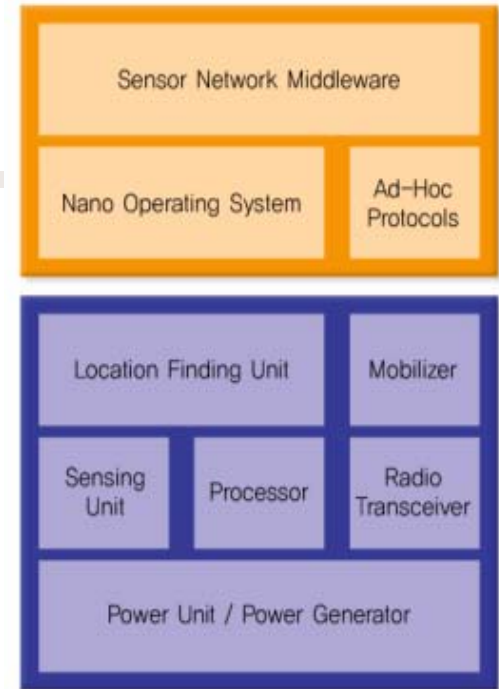 Sensor Network Middleware
Nano Operating System
Ad-Hoc
Protocols
Location Finding Unit
Mobilizer
Sensing
Unit
Processor
Radio
Transceiver
Power Unit / Power Generator